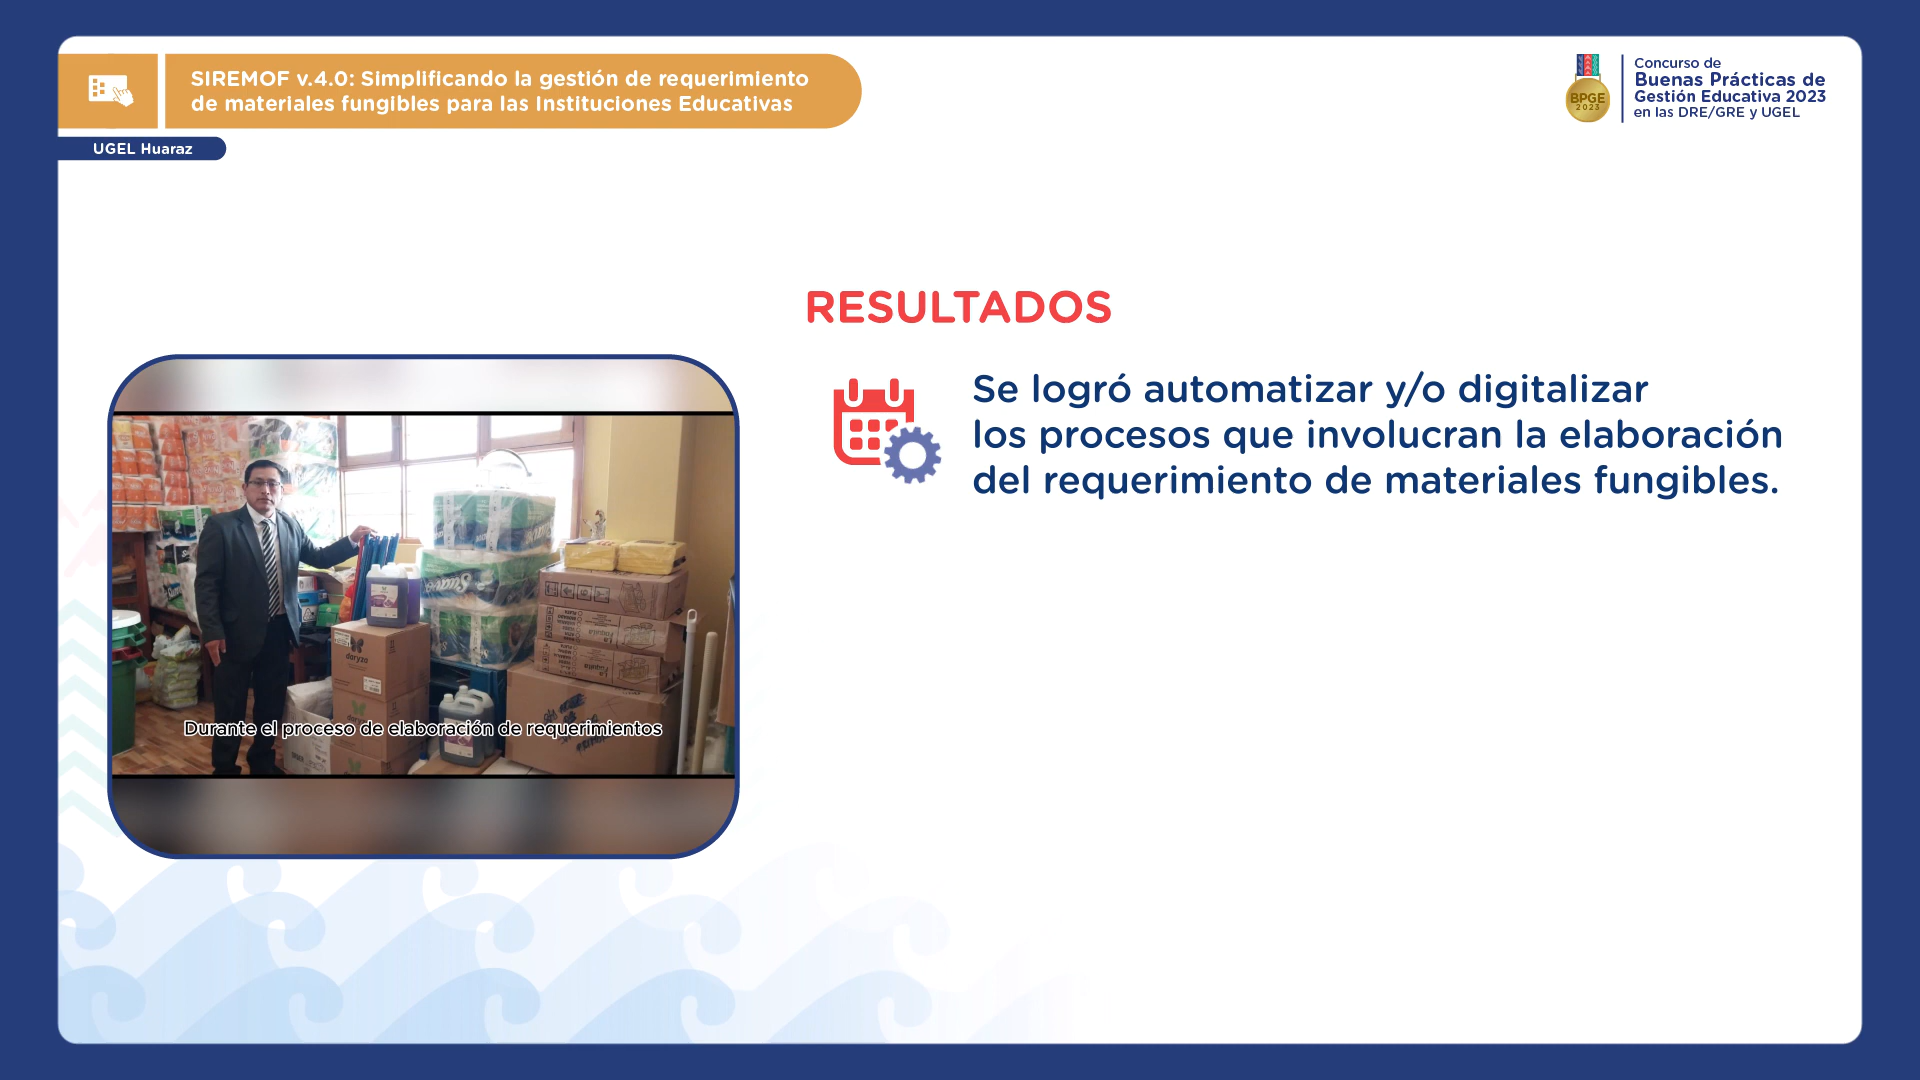 SIREMOF v.4.0: Simplificando la gestión de requerimiento
de materiales fungibles para las Instituciones Educativas
UGEL Huaraz
BPGE
2023
Concurso de
Buenas Prácticas de
Gestión Educativa 2023
en las DRE/GRE y UGEL
RESULTADOS
Se logró automatizar y/o digitalizar
los procesos que involucran la elaboración
del requerimiento de materiales fungibles.
daryza
Durante el proceso de elaboración de requerimientos